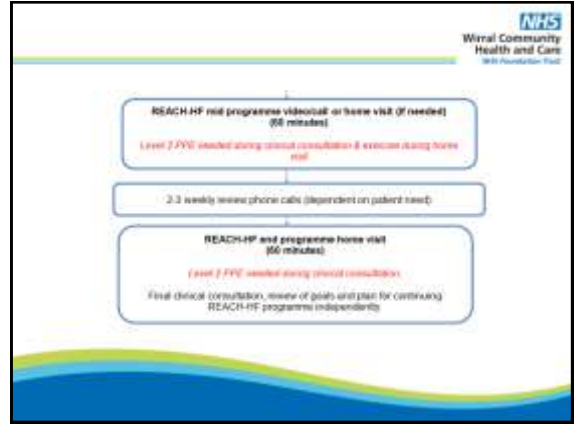 NHS
Wirral Community
Health and Care
NHS Foundation Trust
REACH-HF mid programme video/call or home visit (if needed)
(60 minutes)
Level 2 PPE needed during clinical consultation & exercise during home
visit
2-3 weekly review phone calls (dependent on patient need)
REACH-HF end programme home visit
(60 minutes)
Level 2 PPE needed during clinical consultation
Final clinical consultation, review of goals and plan for continuing
REACH-HF programme independently